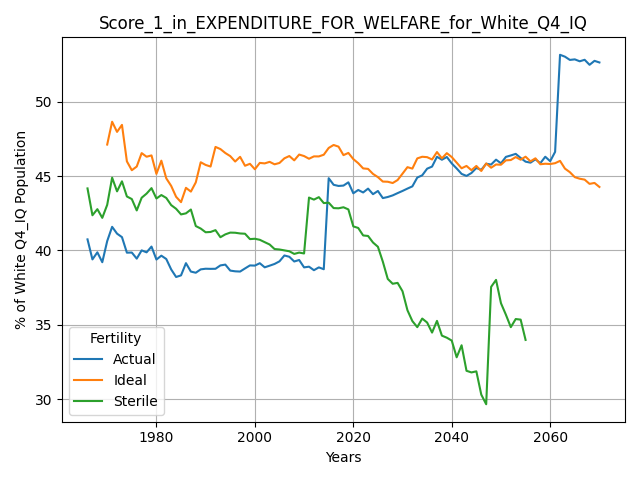 Score_1_in_EXPENDITURE_FOR_WELFARE_for_White_Q4_IQ
% of White Q4_IQ Population
50
45
40
35
30
Fertility
Actual
Ideal
Sterile
1980 2000 2020 2040 2060
Years